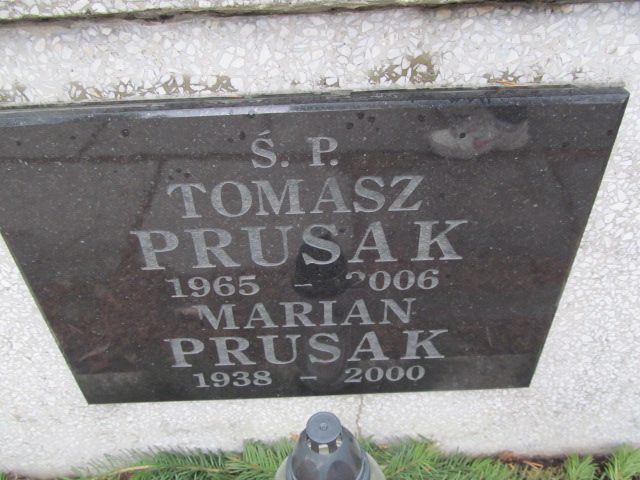 Ś. P.
TOMASZ
PRUSAK
1965 – 2006
MARIAN
PRUSAK
1938 – 2000